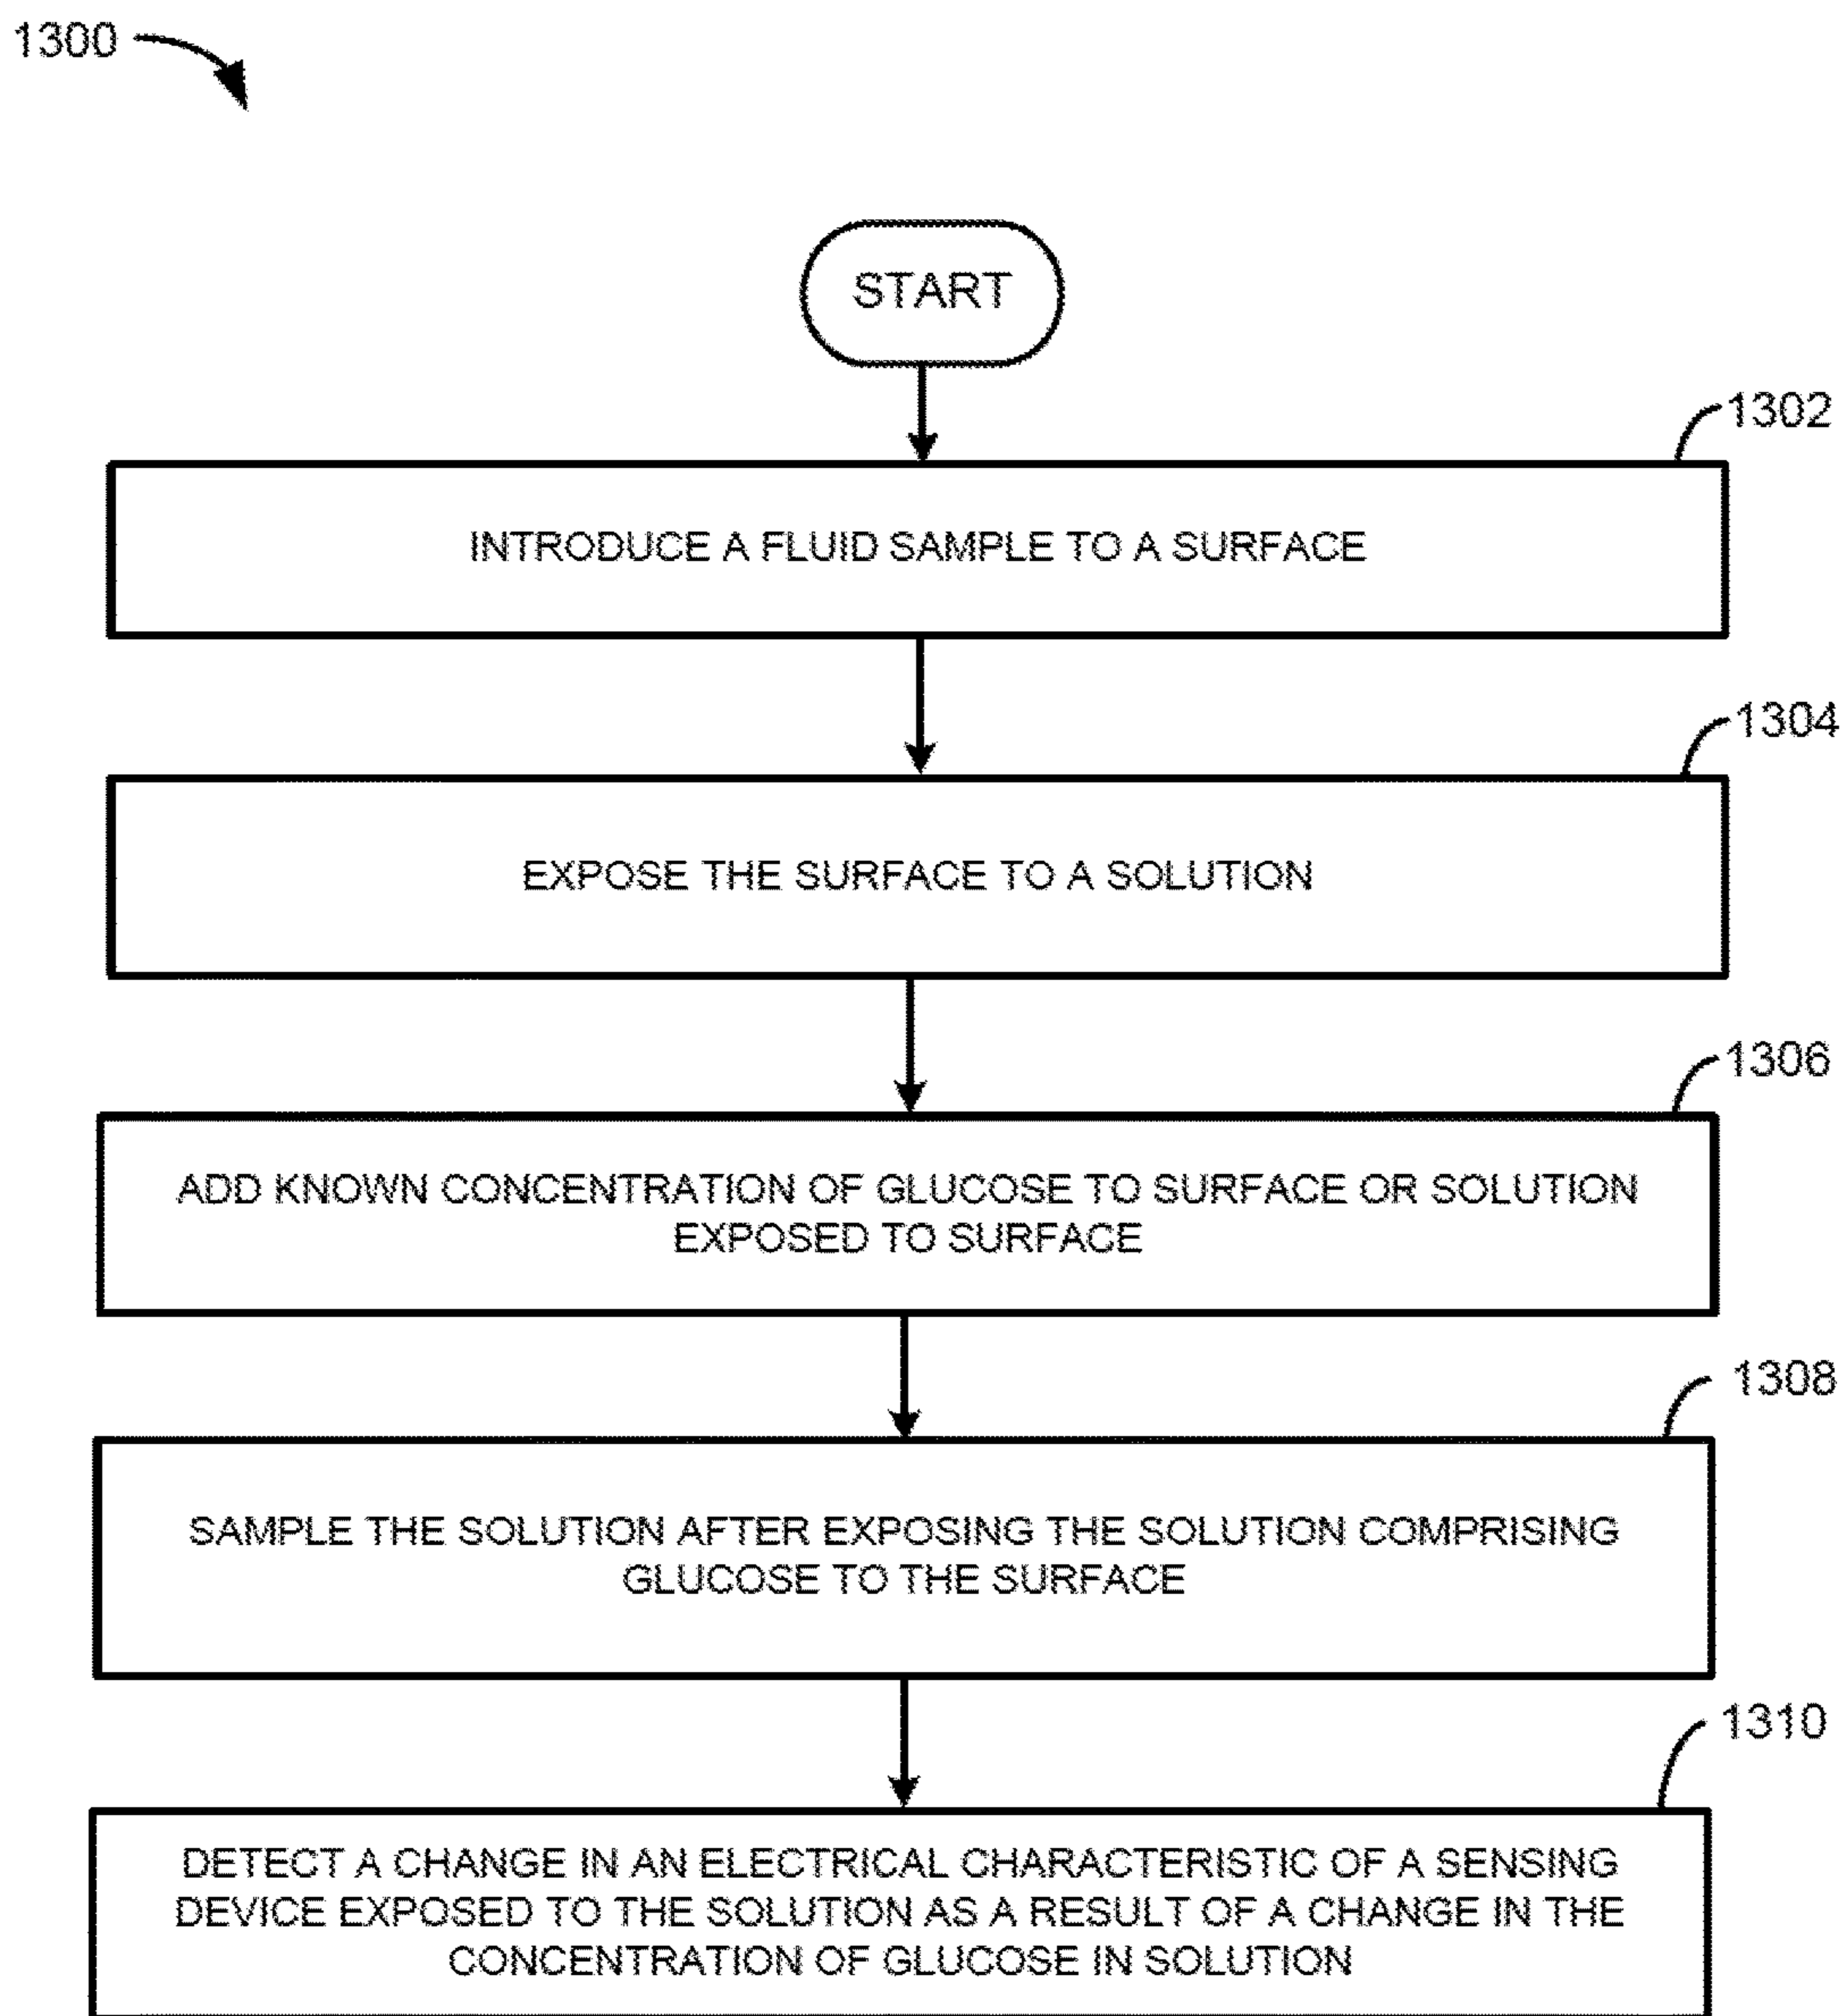 1300
START
1302
INTRODUCE A FLUID SAMPLE TO A SURFACE
1304
EXPOSE THE SURFACE TO A SOLUTION
1306
ADD KNOWN CONCENTRATION OF GLUCOSE TO SURFACE OR SOLUTION
EXPOSED TO SURFACE
1308
SAMPLE THE SOLUTION AFTER EXPOSING THE SOLUTION COMPRISING
GLUCOSE TO THE SURFACE
1310
DETECT A CHANGE IN AN ELECTRICAL CHARACTERISTIC OF A SENSING
DEVICE EXPOSED TO THE SOLUTION AS A RESULT OF A CHANGE IN THE
CONCENTRATION OF GLUCOSE IN SOLUTION